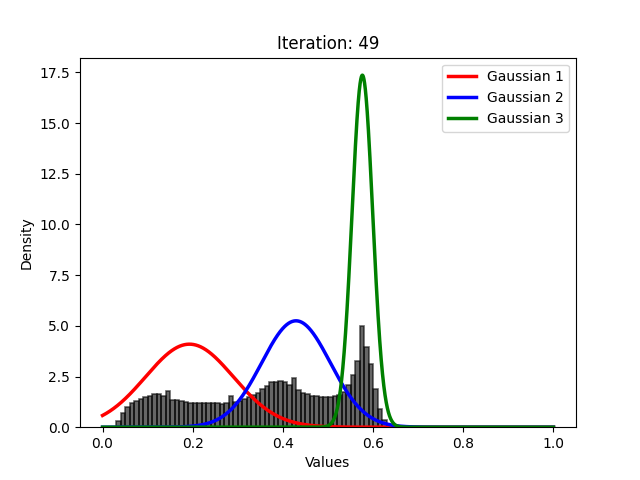 Iteration: 49
Gaussian 1
Gaussian 2
Gaussian 3
Density
17.5
15.0
12.5
10.0
7.5
5.0
2.5
0.0
0.0 0.2 0.4 0.6 0.8 1.0
Values